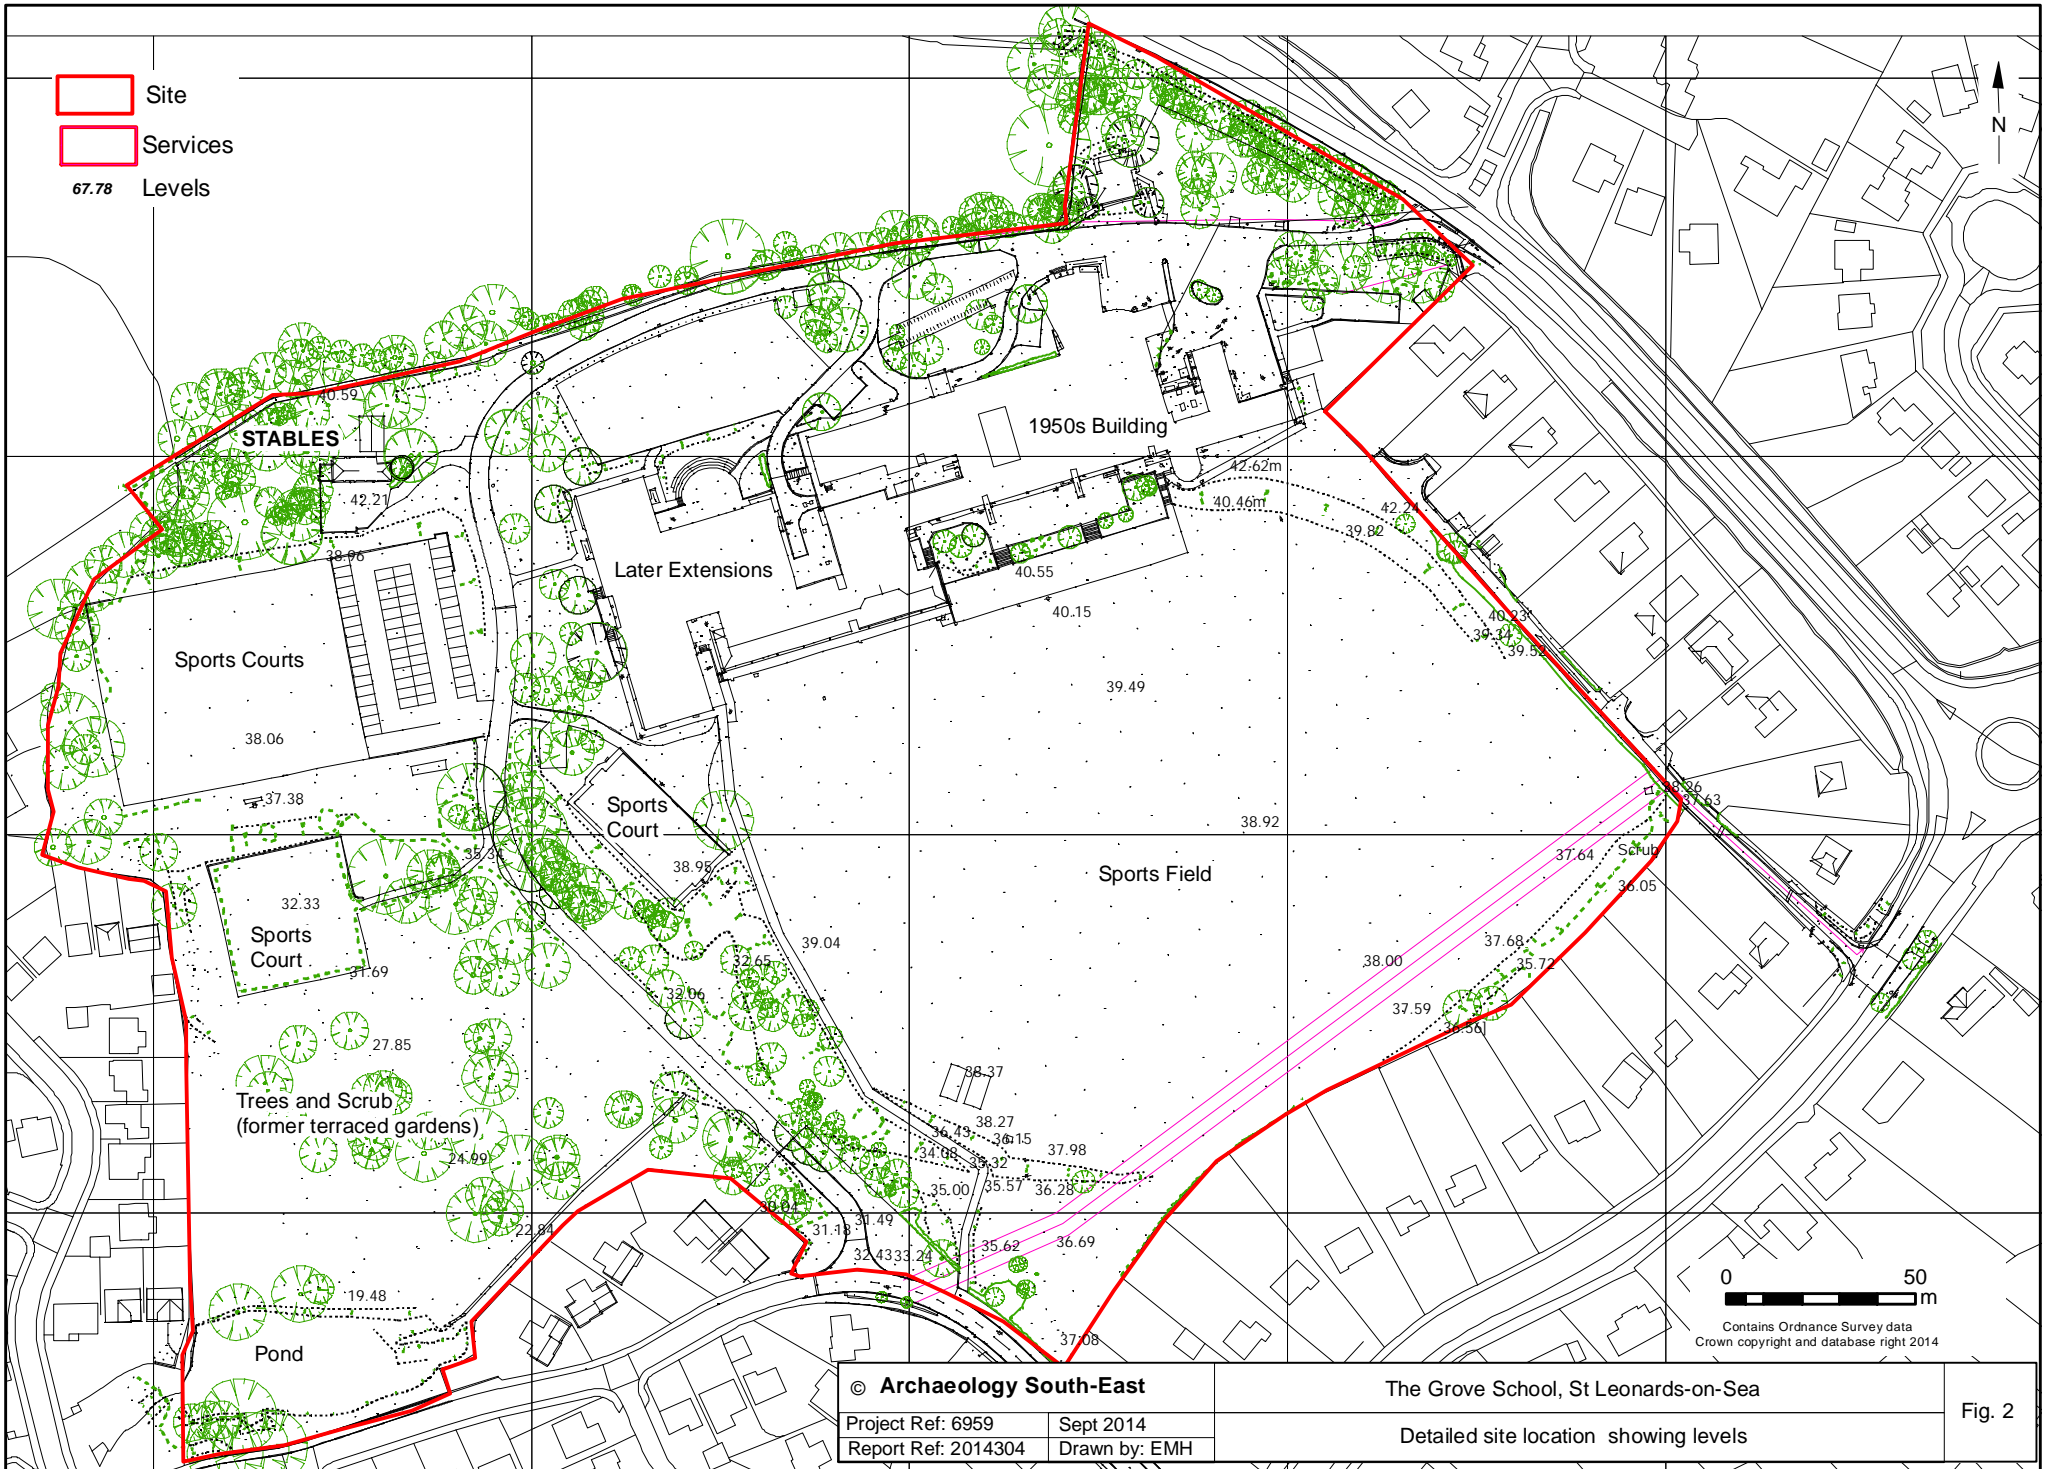 Site
Services
67.78 Levels
N
40.59
STABLES
42.21
38.96
1950s Building
42.62m
40.46m
42.24
39.82
Later Extensions
40.55
40.15
40.23
39.34
39.52
Sports Courts
39.49
38.06
37.38
Sports
Court
38.26
37.63
38.92
35.34
38.95
37.64
Scrub
36.05
Sports Field
32.33
Sports
Court
31.69
39.04
32.65
32.06
37.68
35.72
38.00
37.59
36.56
27.85
Trees and Scrub
(former terraced gardens)
24.99
38.37
38.27
36.43
36.15
34.08
35.32
37.98
35.00
35.57
36.28
30.04
31.18
31.49
22.84
32.43
33.24
35.62
36.69
19.48
Pond
37.08
0 50
m
Contains Ordnance Survey data
Crown copyright and database right 2014
© Archaeology South-East
The Grove School, St Leonards-on-Sea
Fig. 2
Project Ref: 6959 Sept 2014
Detailed site location showing levels
Report Ref: 2014304 Drawn by: EMH